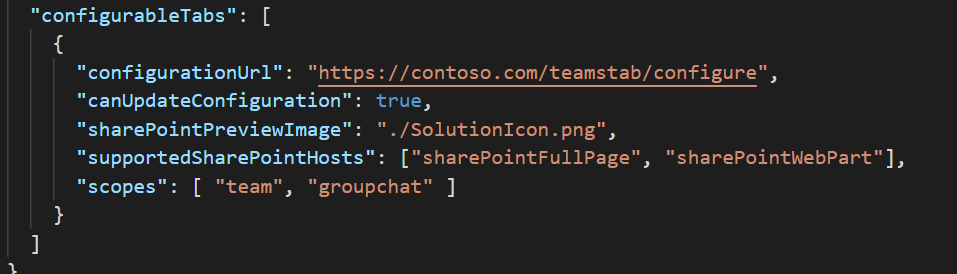 "configurableTabs": [
{
"configurationUrl": "https://contoso.com/teamstab/configure",
"canUpdateConfiguration": true,
"sharePointPreviewImage": "./SolutionIcon.png",
"supportedSharePointHosts": ["sharePointFullPage", "sharePointWebPart"],
"scopes": [ "team", "groupchat" ]
}
]
}